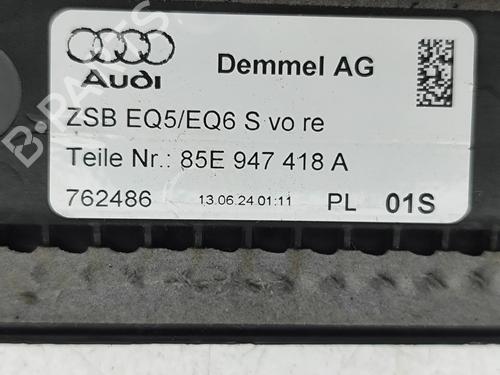 Audi
Demmel AG
ZSB EQ5/EQ6 S vo re
Teile Nr.: 85E 947 418 A
762486 13.06.24 01:11 PL 01S
B-PARTS